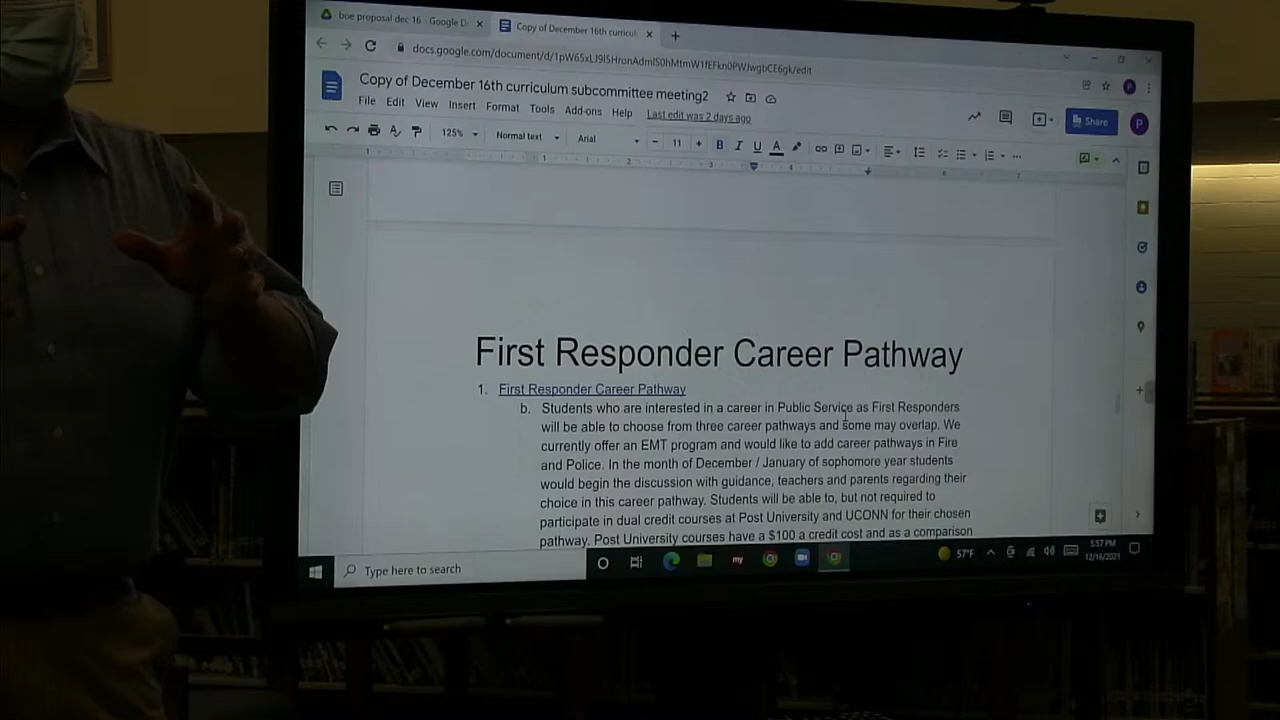 boe proposal dec 16 - Google D
Copy of December 16th curricul
docs.google.com/document/d/
/edit
Copy of December 16th curriculum subcommittee meeting2
File Edit View Insert Format Tools Add-ons Help Last edit was 2 days ago
Share
P
125% Normal text Arial 11 B I U A
First Responder Career Pathway
1. First Responder Career Pathway
b. Students who are interested in a career in Public Service as First Responders
will be able to choose from three career pathways and some may overlap. We
currently offer an EMT program and would like to add career pathways in Fire
and Police. In the month of December / January of sophomore year students
would begin the discussion with guidance, teachers and parents regarding their
choice in this career pathway. Students will be able to, but not required to
participate in dual credit courses at Post University and UCONN for their chosen
pathway. Post University courses have a $100 a credit cost and as a comparison
Type here to search
my
57°F
5:57 PM
12/16/2021